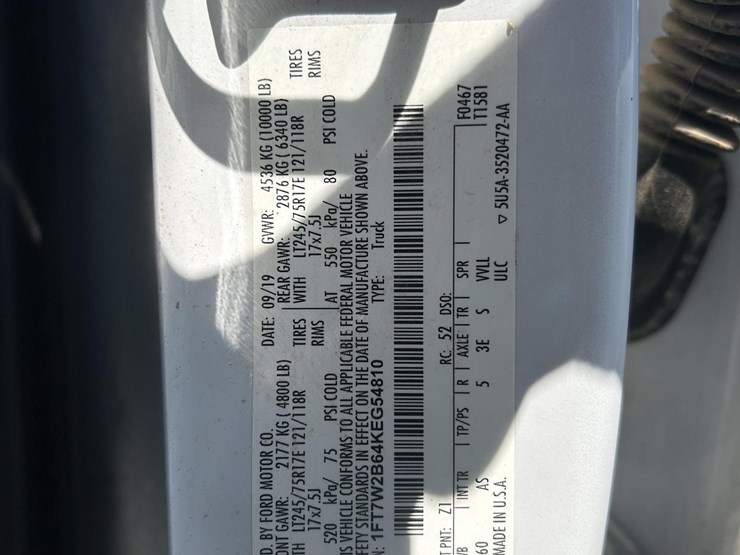 D. BY FORD MOTOR CO. DATE: 09/19 GVWR: 4536 KG (10000 LB)
ONT GAWR: 2177 KG ( 4800 LB) REAR GAWR: 2876 KG ( 6340 LB)
TH LT245/75R17E 121/118R TIRES WITH LT245/75R17E 121/118R TIRES
17x7.5J RIMS 17x7.5J RIMS
520 kPa/ 75 PSI COLD AT 550 kPa/ 80 PSI COLD
IS VEHICLE CONFORMS TO ALL APPLICABLE FEDERAL MOTOR VEHICLE
FETY STANDARDS IN EFFECT ON THE DATE OF MANUFACTURE SHOWN ABOVE.
N: 1FT7W2B64KEG54810 TYPE: Truck
T PNT: Z1 RC: 52 DSO: F0467
/B INT TR TP/PS R AXLE TR SPR T1581
60 AS 5 3E S VVLL
MADE IN U.S.A. ULC ▽ 5U5A-3520472-AA